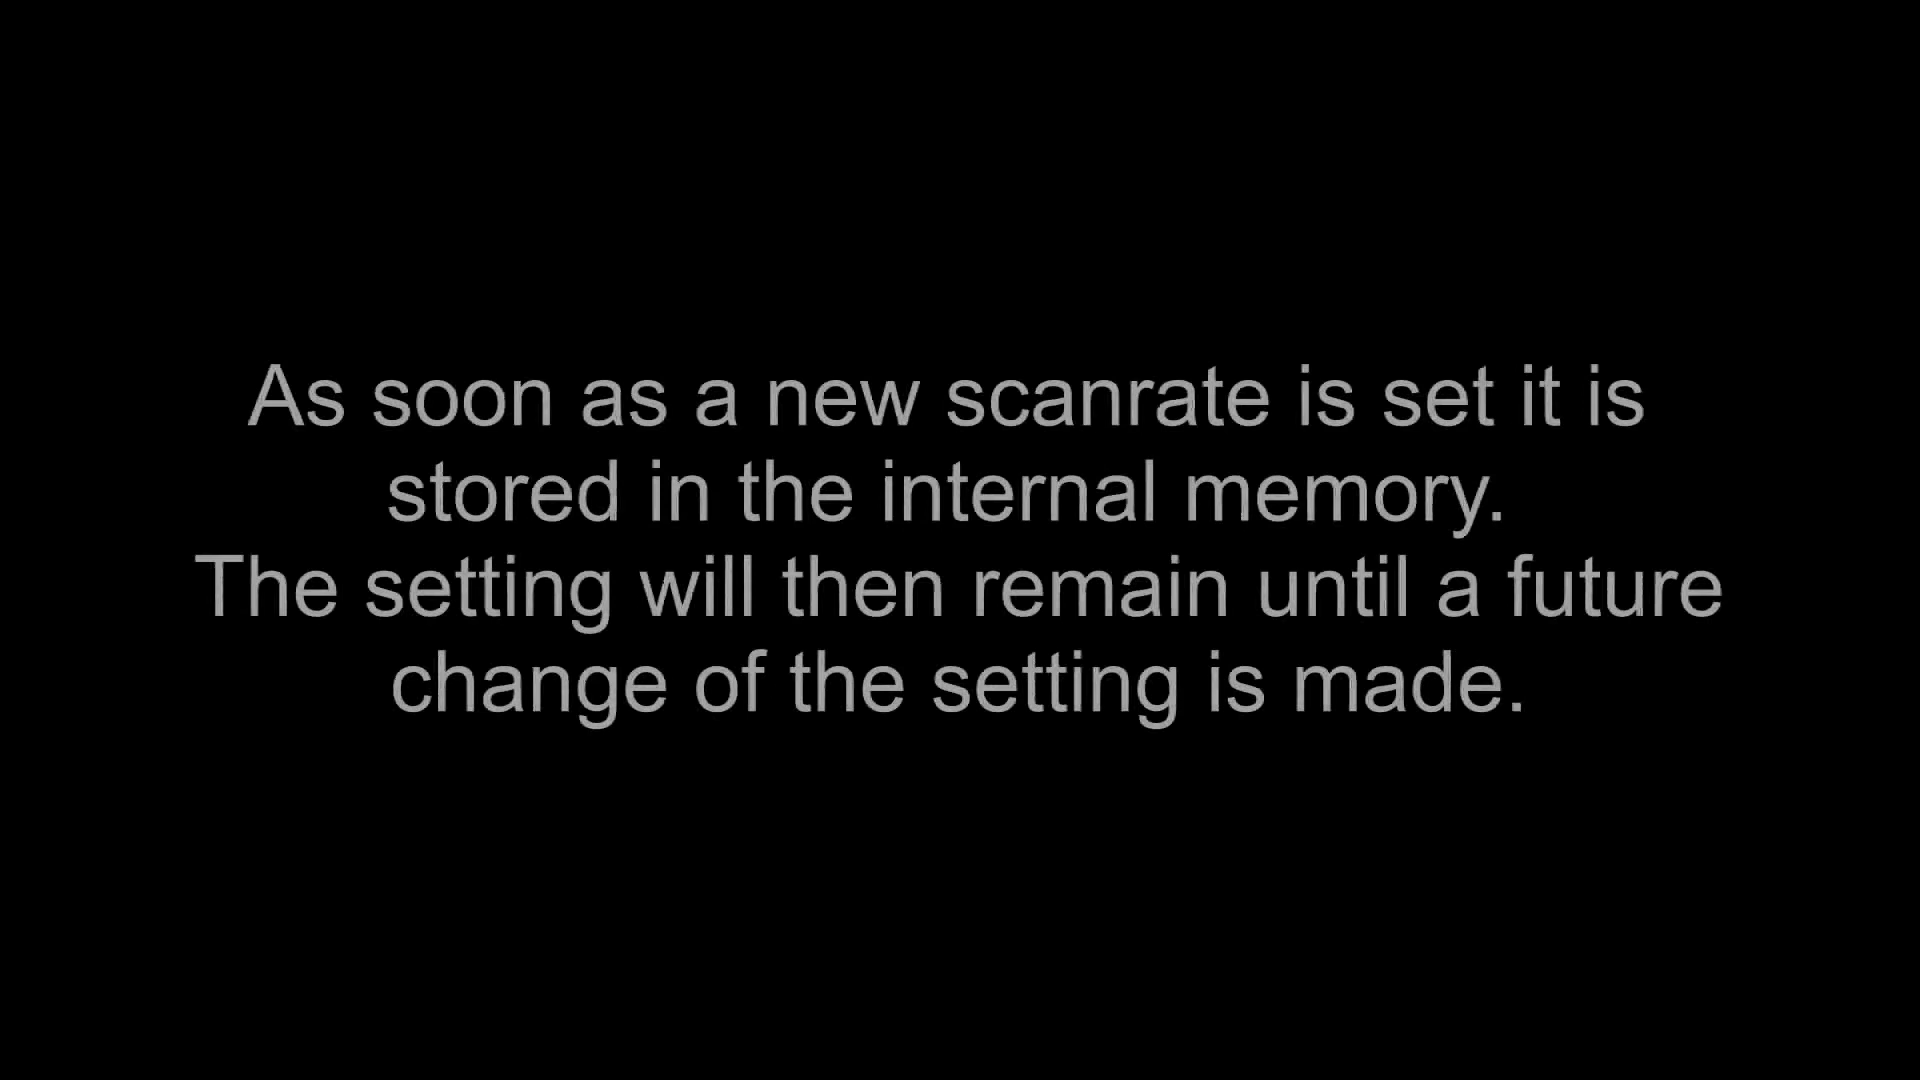 As soon as a new scanrate is set it is
stored in the internal memory.
The setting will then remain until a future
change of the setting is made.